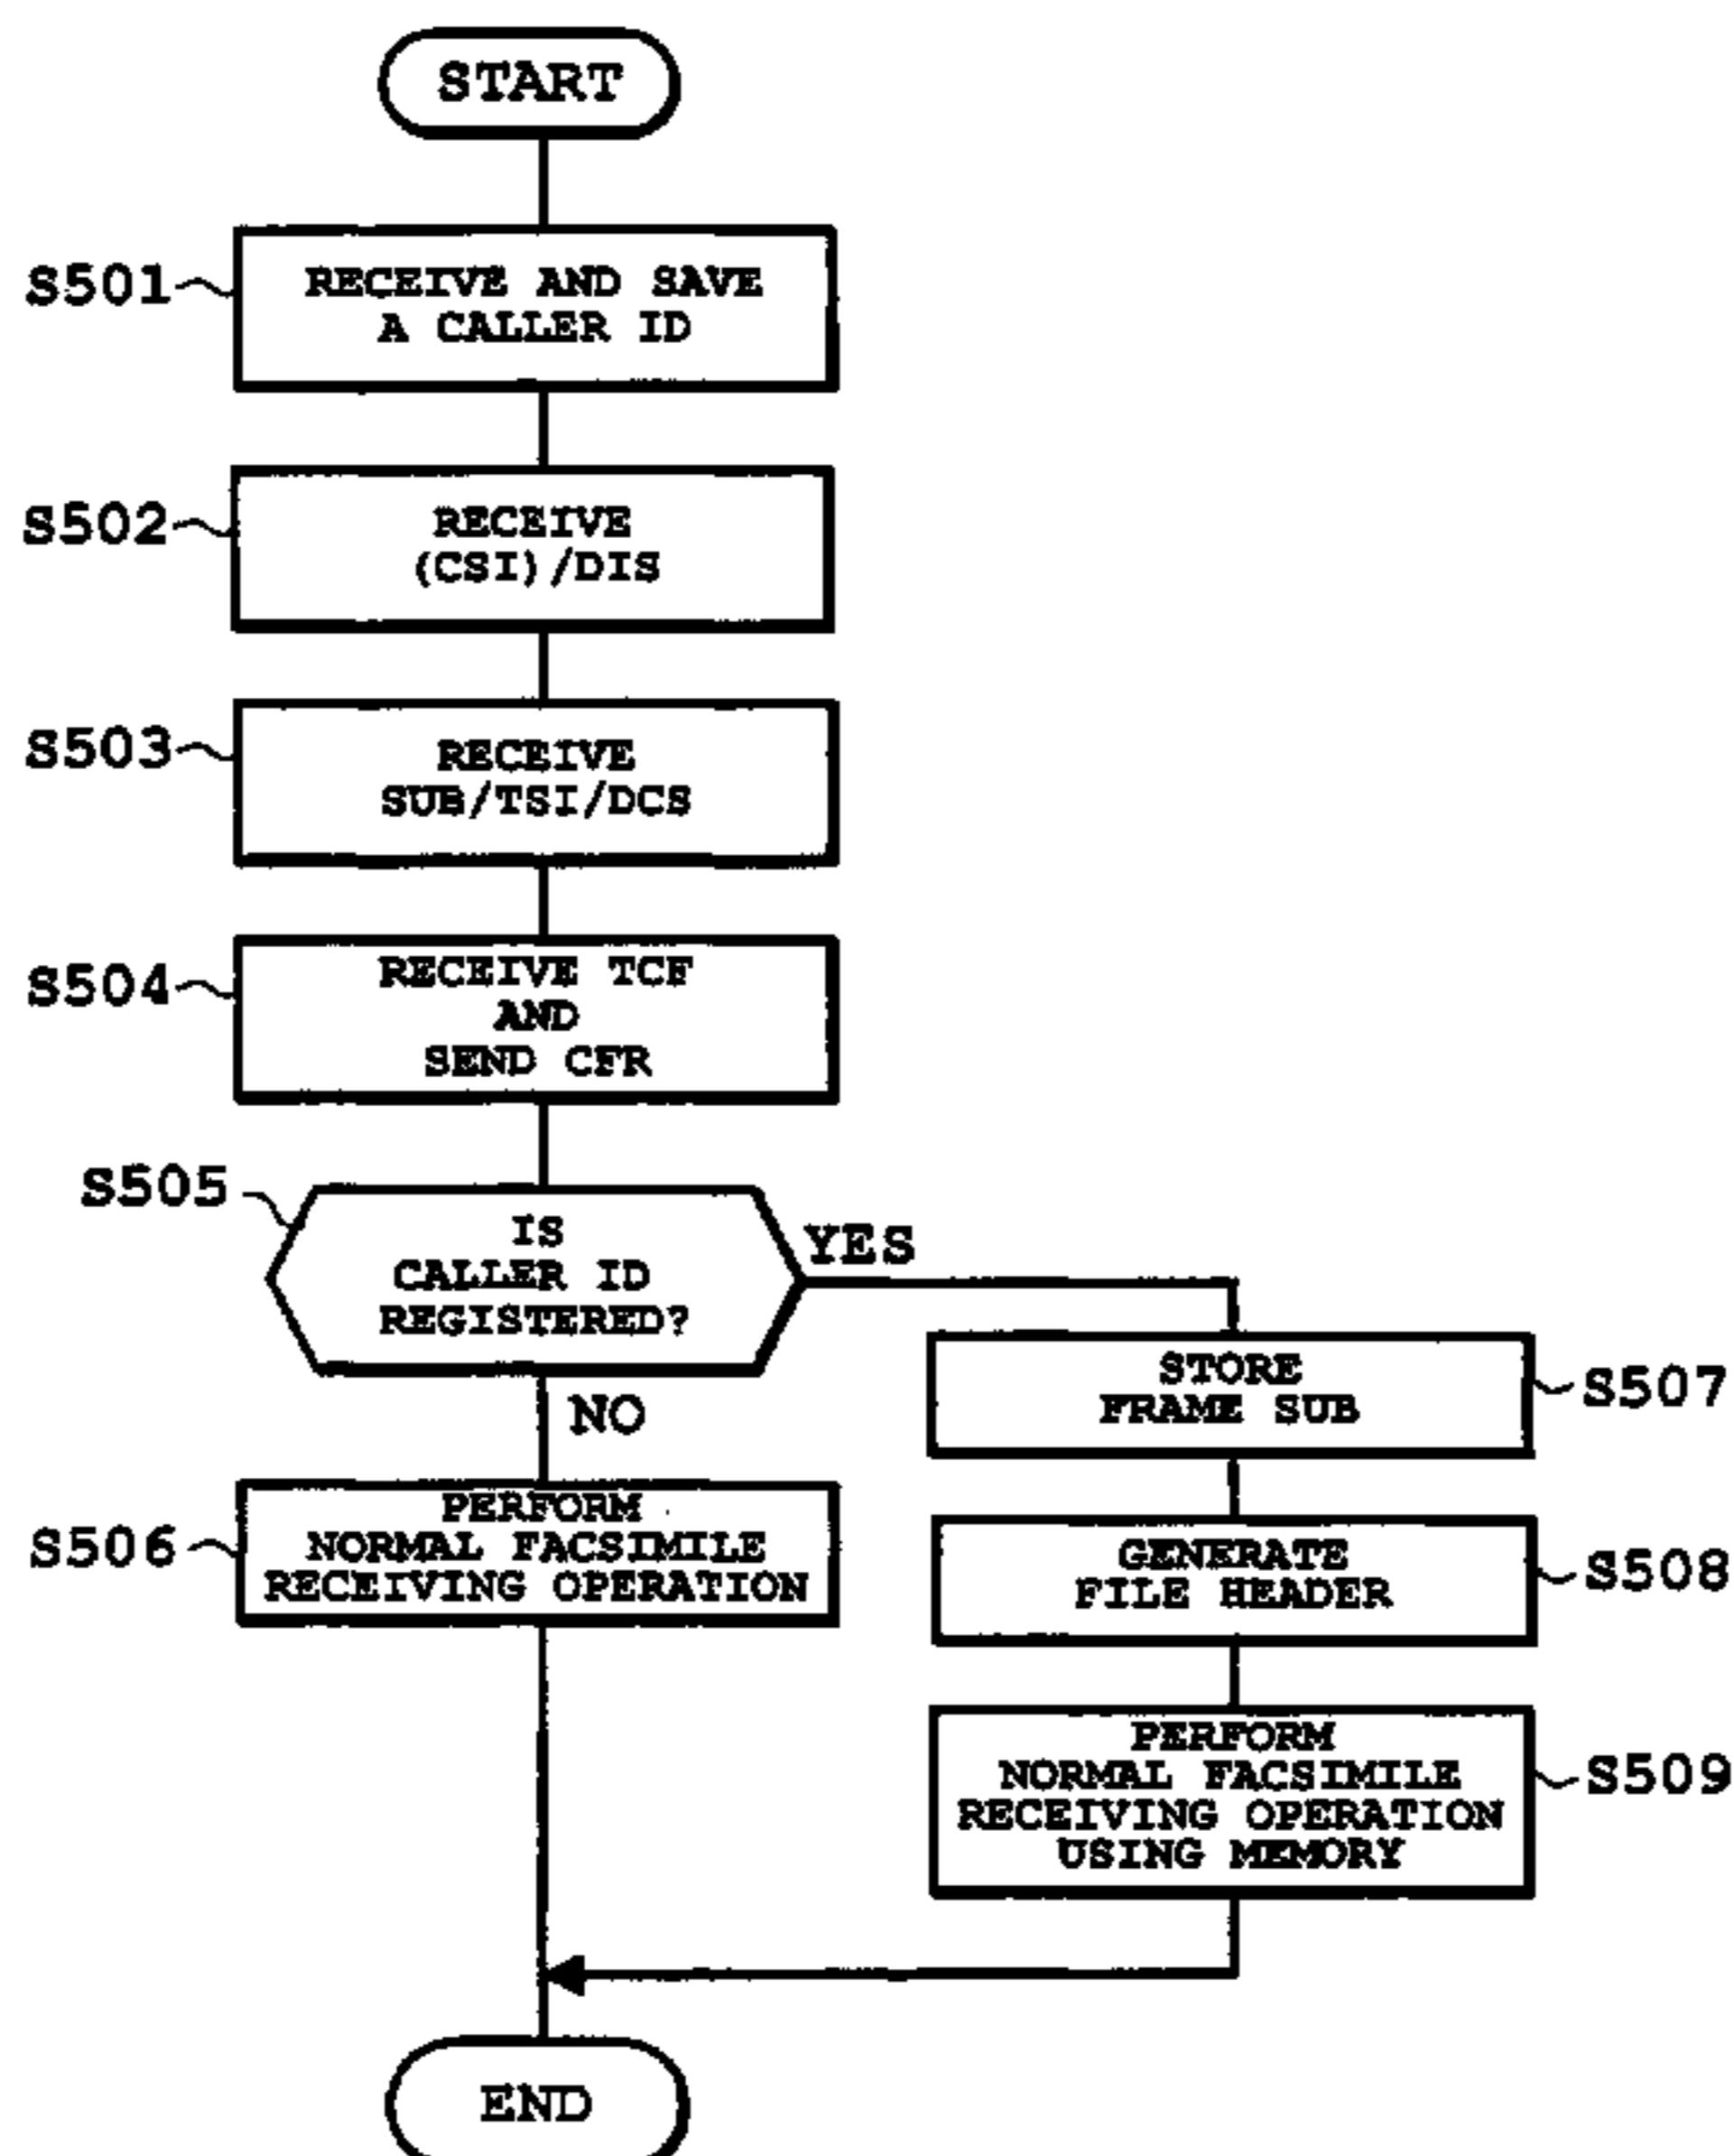 START
S501
RECEIVE AND SAVE
A CALLER ID
S502
RECEIVE
(CSI)/DIS
S503
RECEIVE
SUB/TSI/DCS
S504
RECEIVE TCF
AND
SEND CFR
S505
IS
CALLER ID
REGISTERED?
YES
NO
S506
PERFORM
NORMAL FACSIMILE
RECEIVING OPERATION
STORE
FRAME SUB
S507
GENERATE
FILE HEADER
S508
PERFORM
NORMAL FACSIMILE
RECEIVING OPERATION
USING MEMORY
S509
END